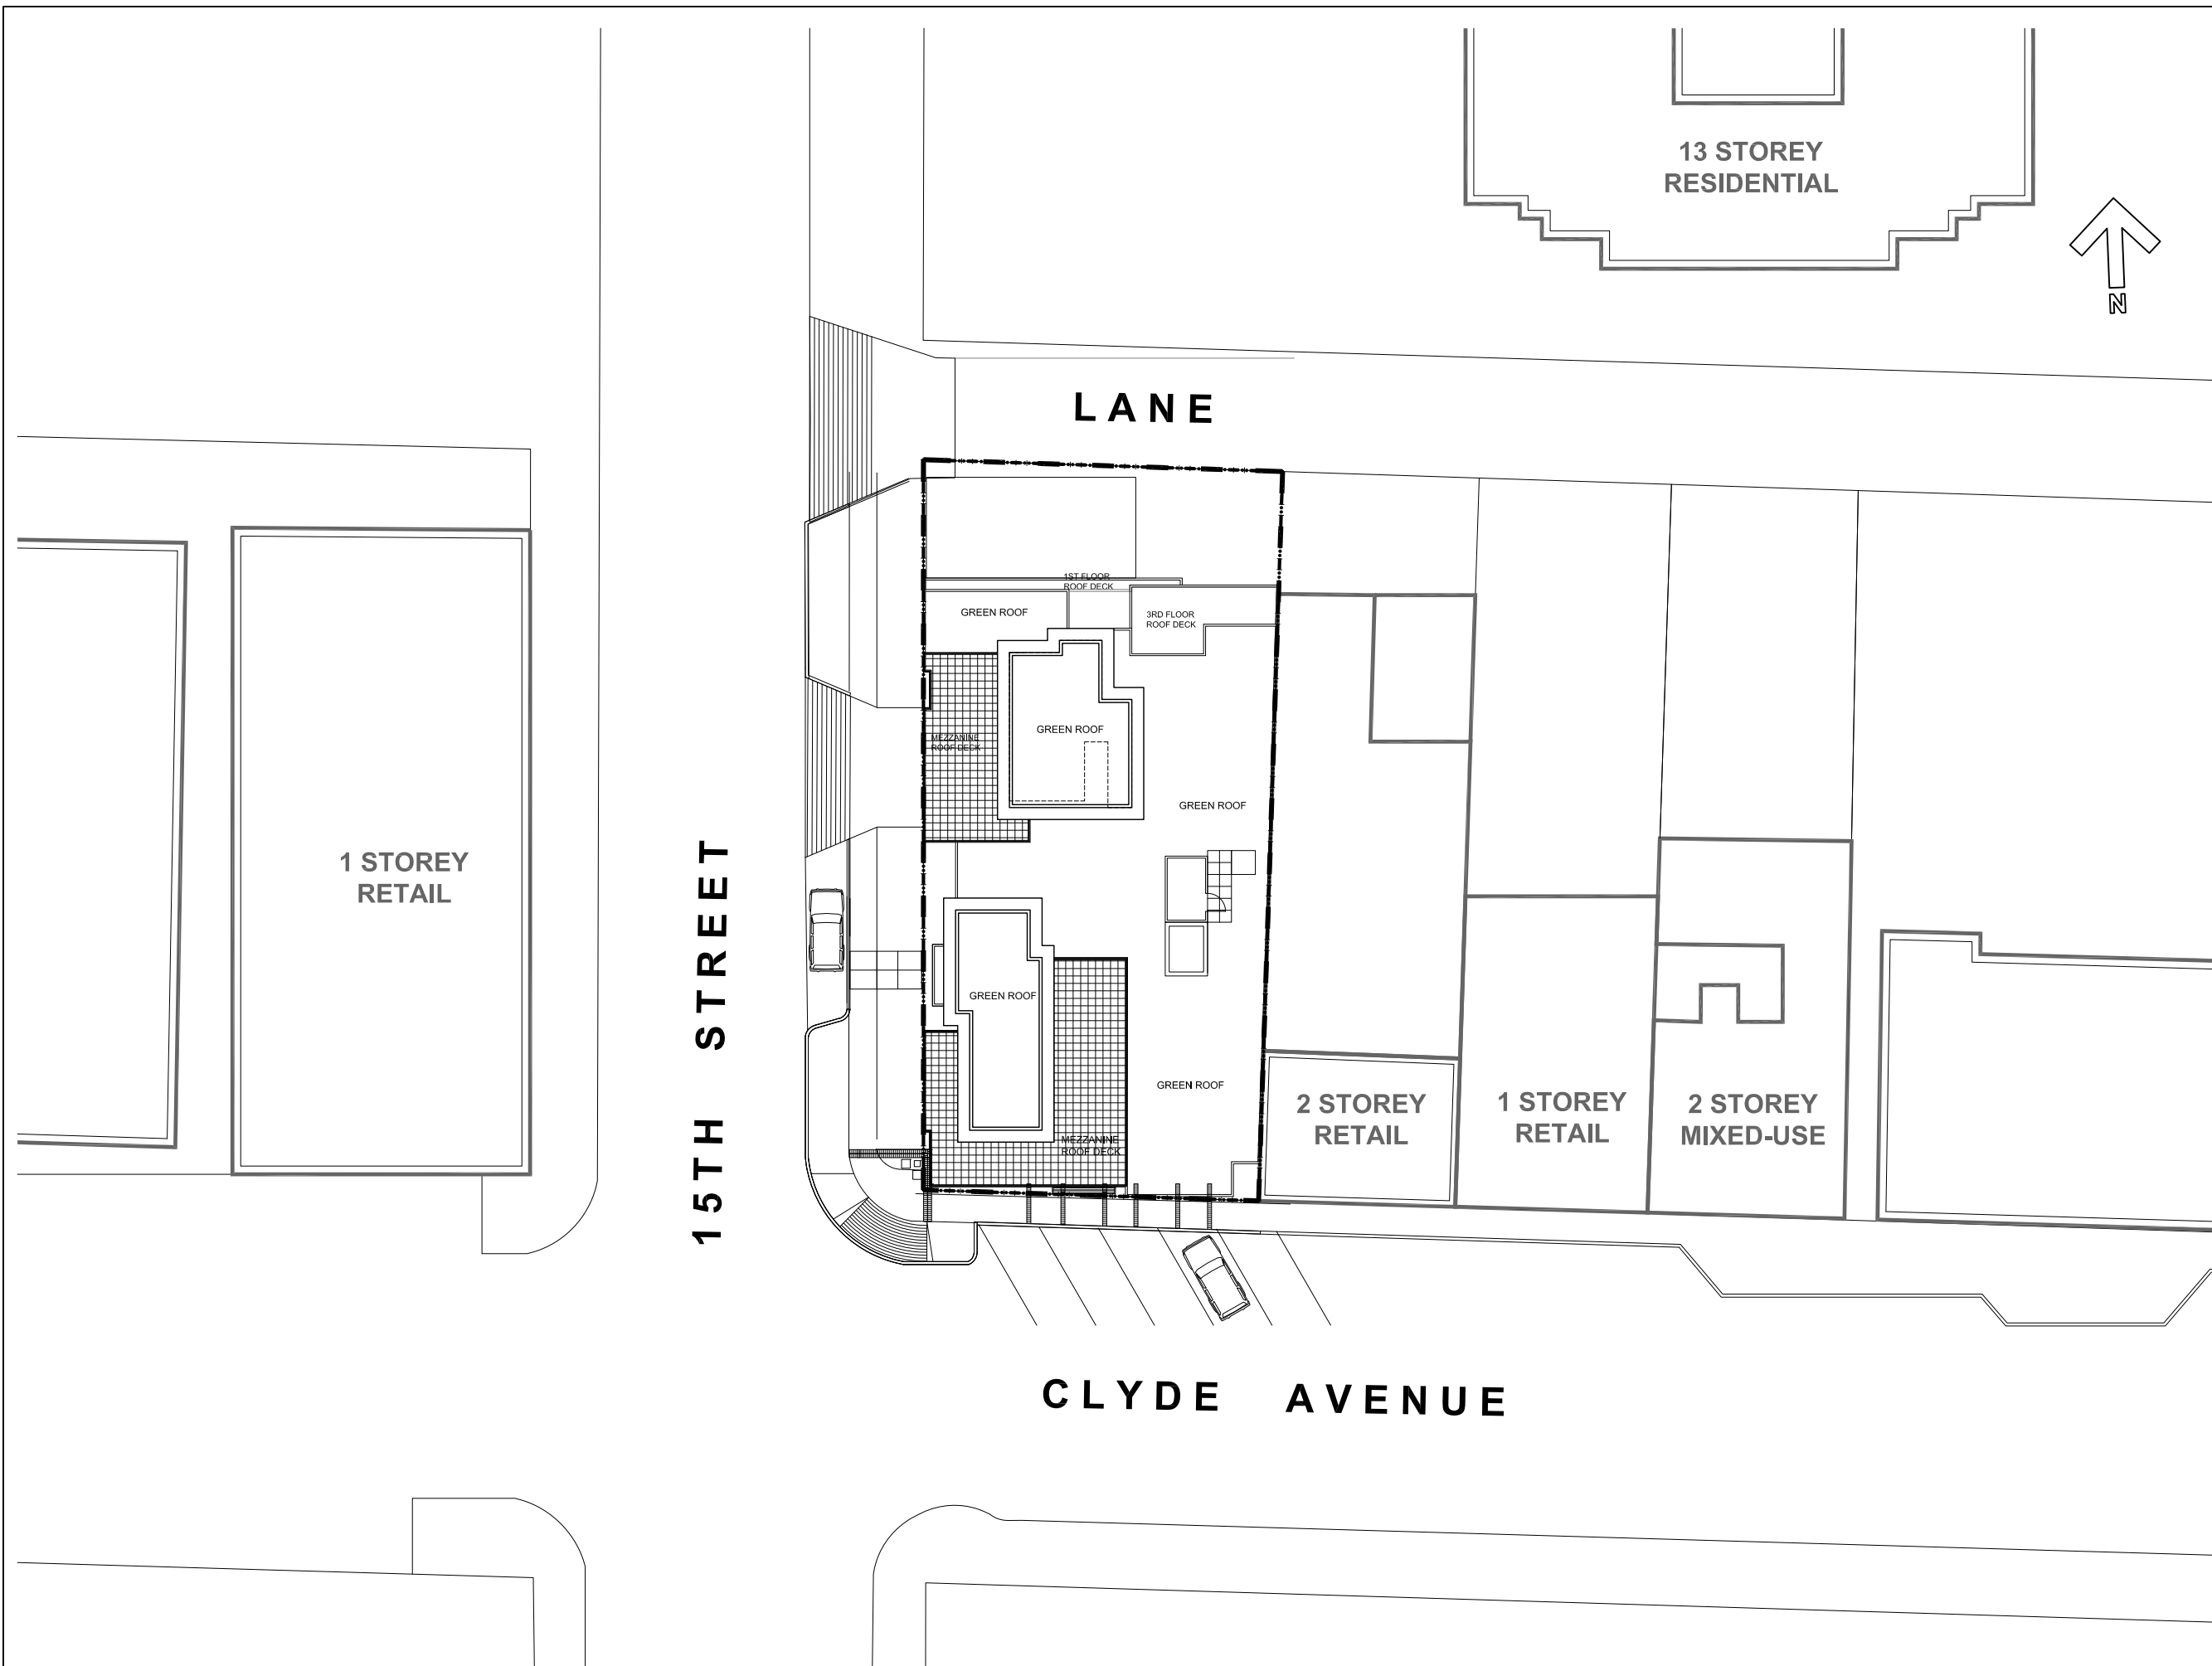 13 STOREY
RESIDENTIAL
N
LANE
1ST FLOOR
ROOF DECK
GREEN ROOF
3RD FLOOR
ROOF DECK
GREEN ROOF
MEZZANINE
ROOF DECK
GREEN ROOF
1 STOREY
RETAIL
15TH STREET
GREEN ROOF
GREEN ROOF
2 STOREY
RETAIL
1 STOREY
RETAIL
2 STOREY
MIXED-USE
MEZZANINE
ROOF DECK
CLYDE AVENUE